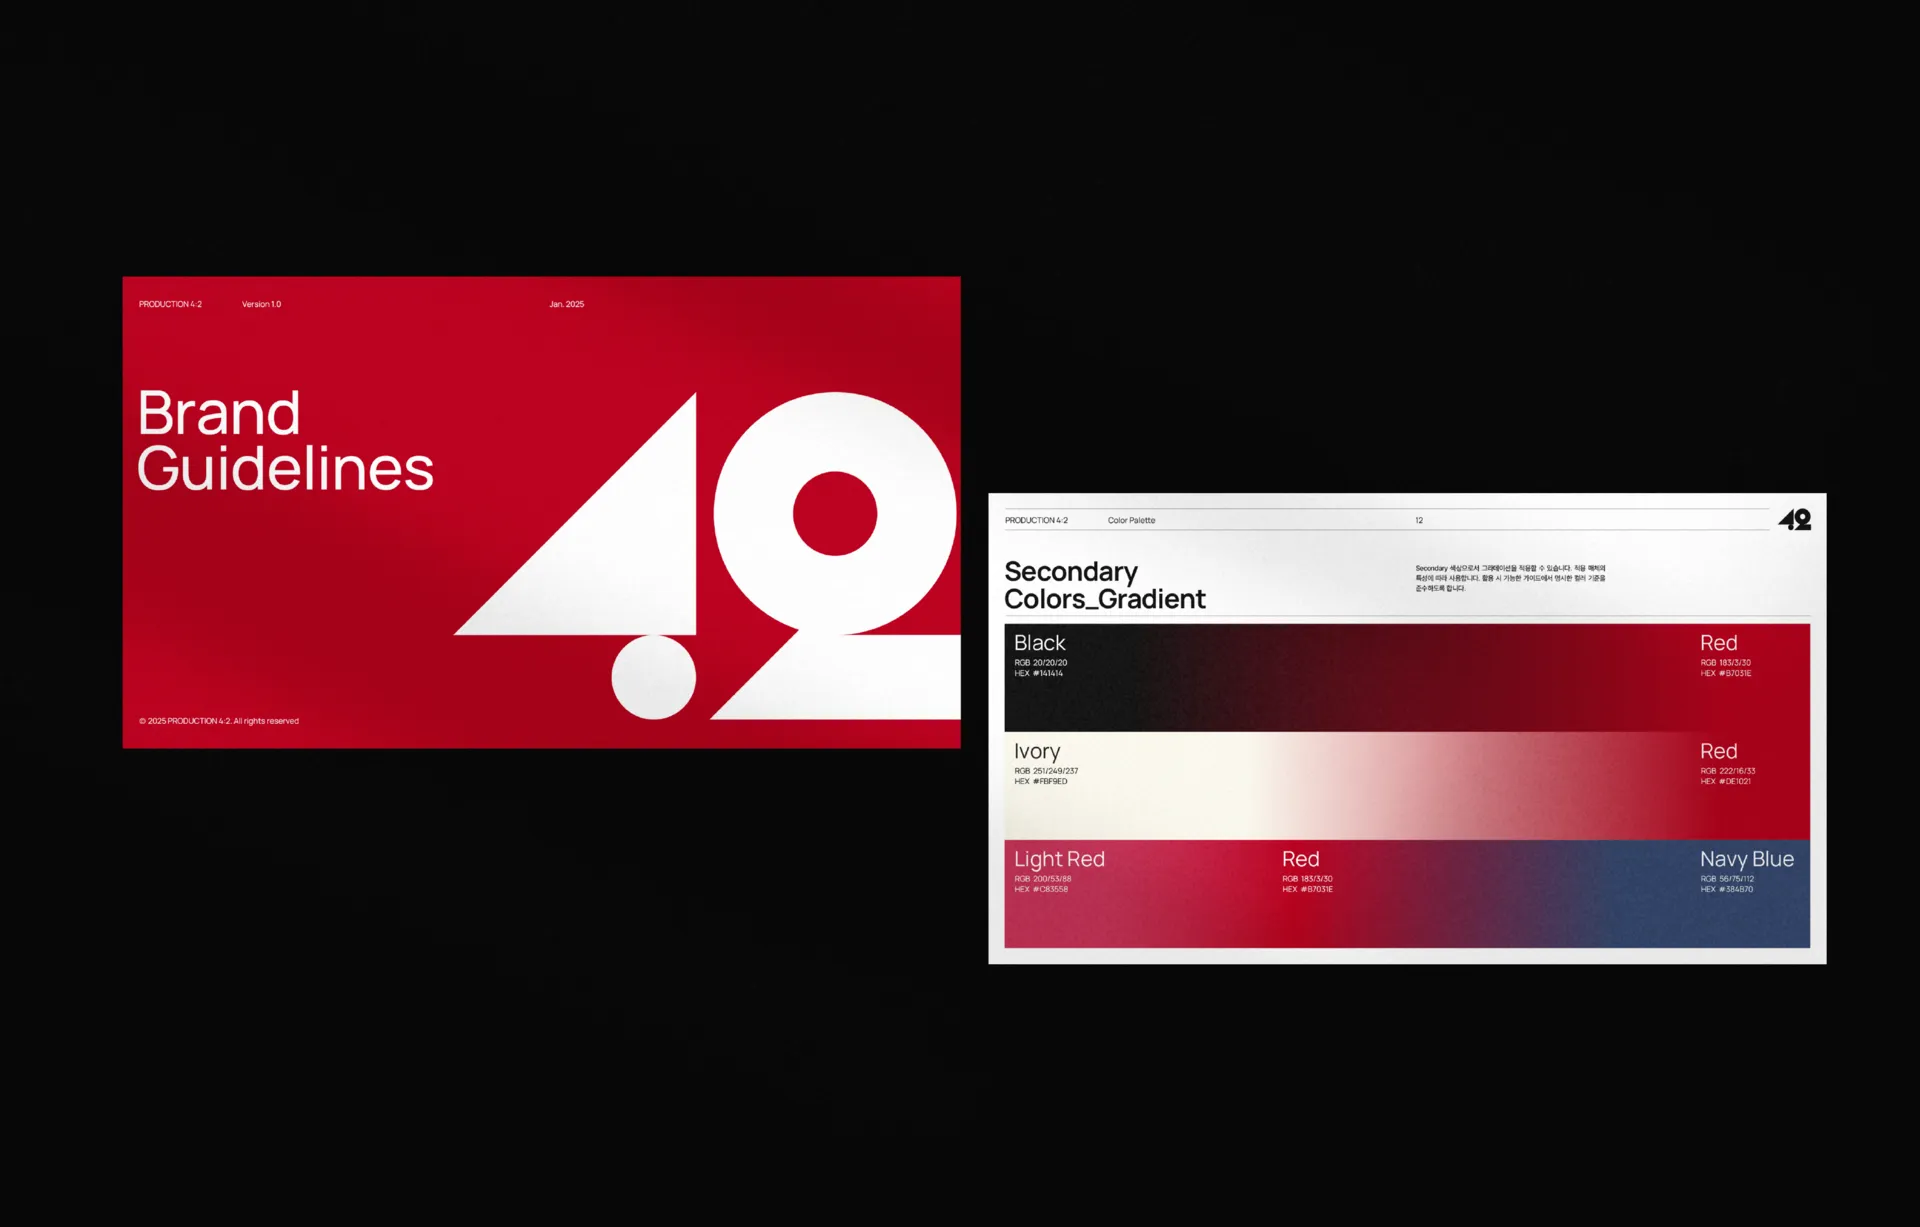 PRODUCTION 4:2
Version 1.0
Jan. 2025
Brand
Guidelines
42
© 2025 PRODUCTION 4:2. All rights reserved
PRODUCTION 4:2
Color Palette
12
42
Secondary
Colors_Gradient
Secondary 색상으로서 그라데이션을 적용할 수 있습니다. 적용 매체의
특성에 따라 사용합니다. 활용 시 가능한 가이드에서 명시한 컬러 기준을
준수하도록 합니다.
Black
RGB 20/20/20
HEX #141414
Red
RGB 183/3/30
HEX #B7031E
Ivory
RGB 251/249/237
HEX #FBF9ED
Red
RGB 222/16/33
HEX #DE1021
Light Red
RGB 200/53/88
HEX #C83558
Red
RGB 183/3/30
HEX #B7031E
Navy Blue
RGB 56/75/112
HEX #384B70